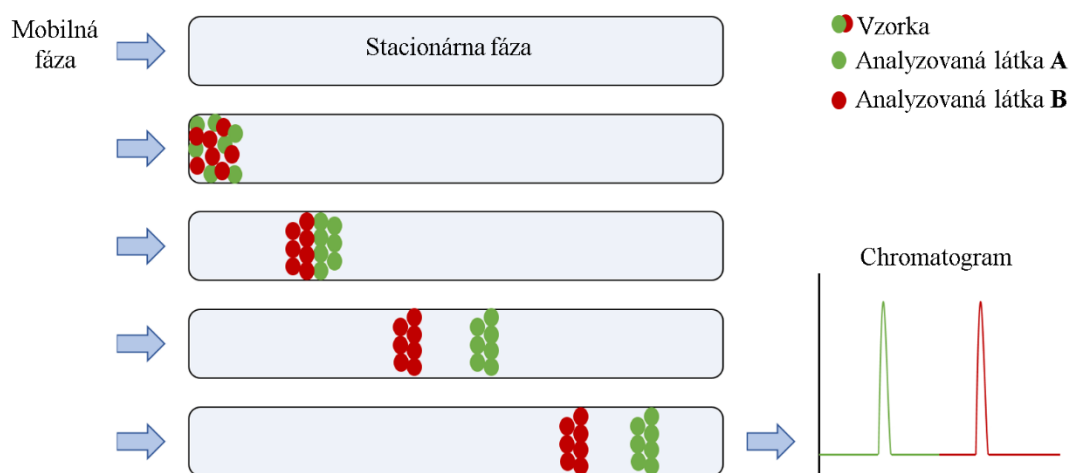 Mobilná
fáza
Stacionárna fáza
Vzorka
Analyzovaná látka A
Analyzovaná látka B
Chromatogram